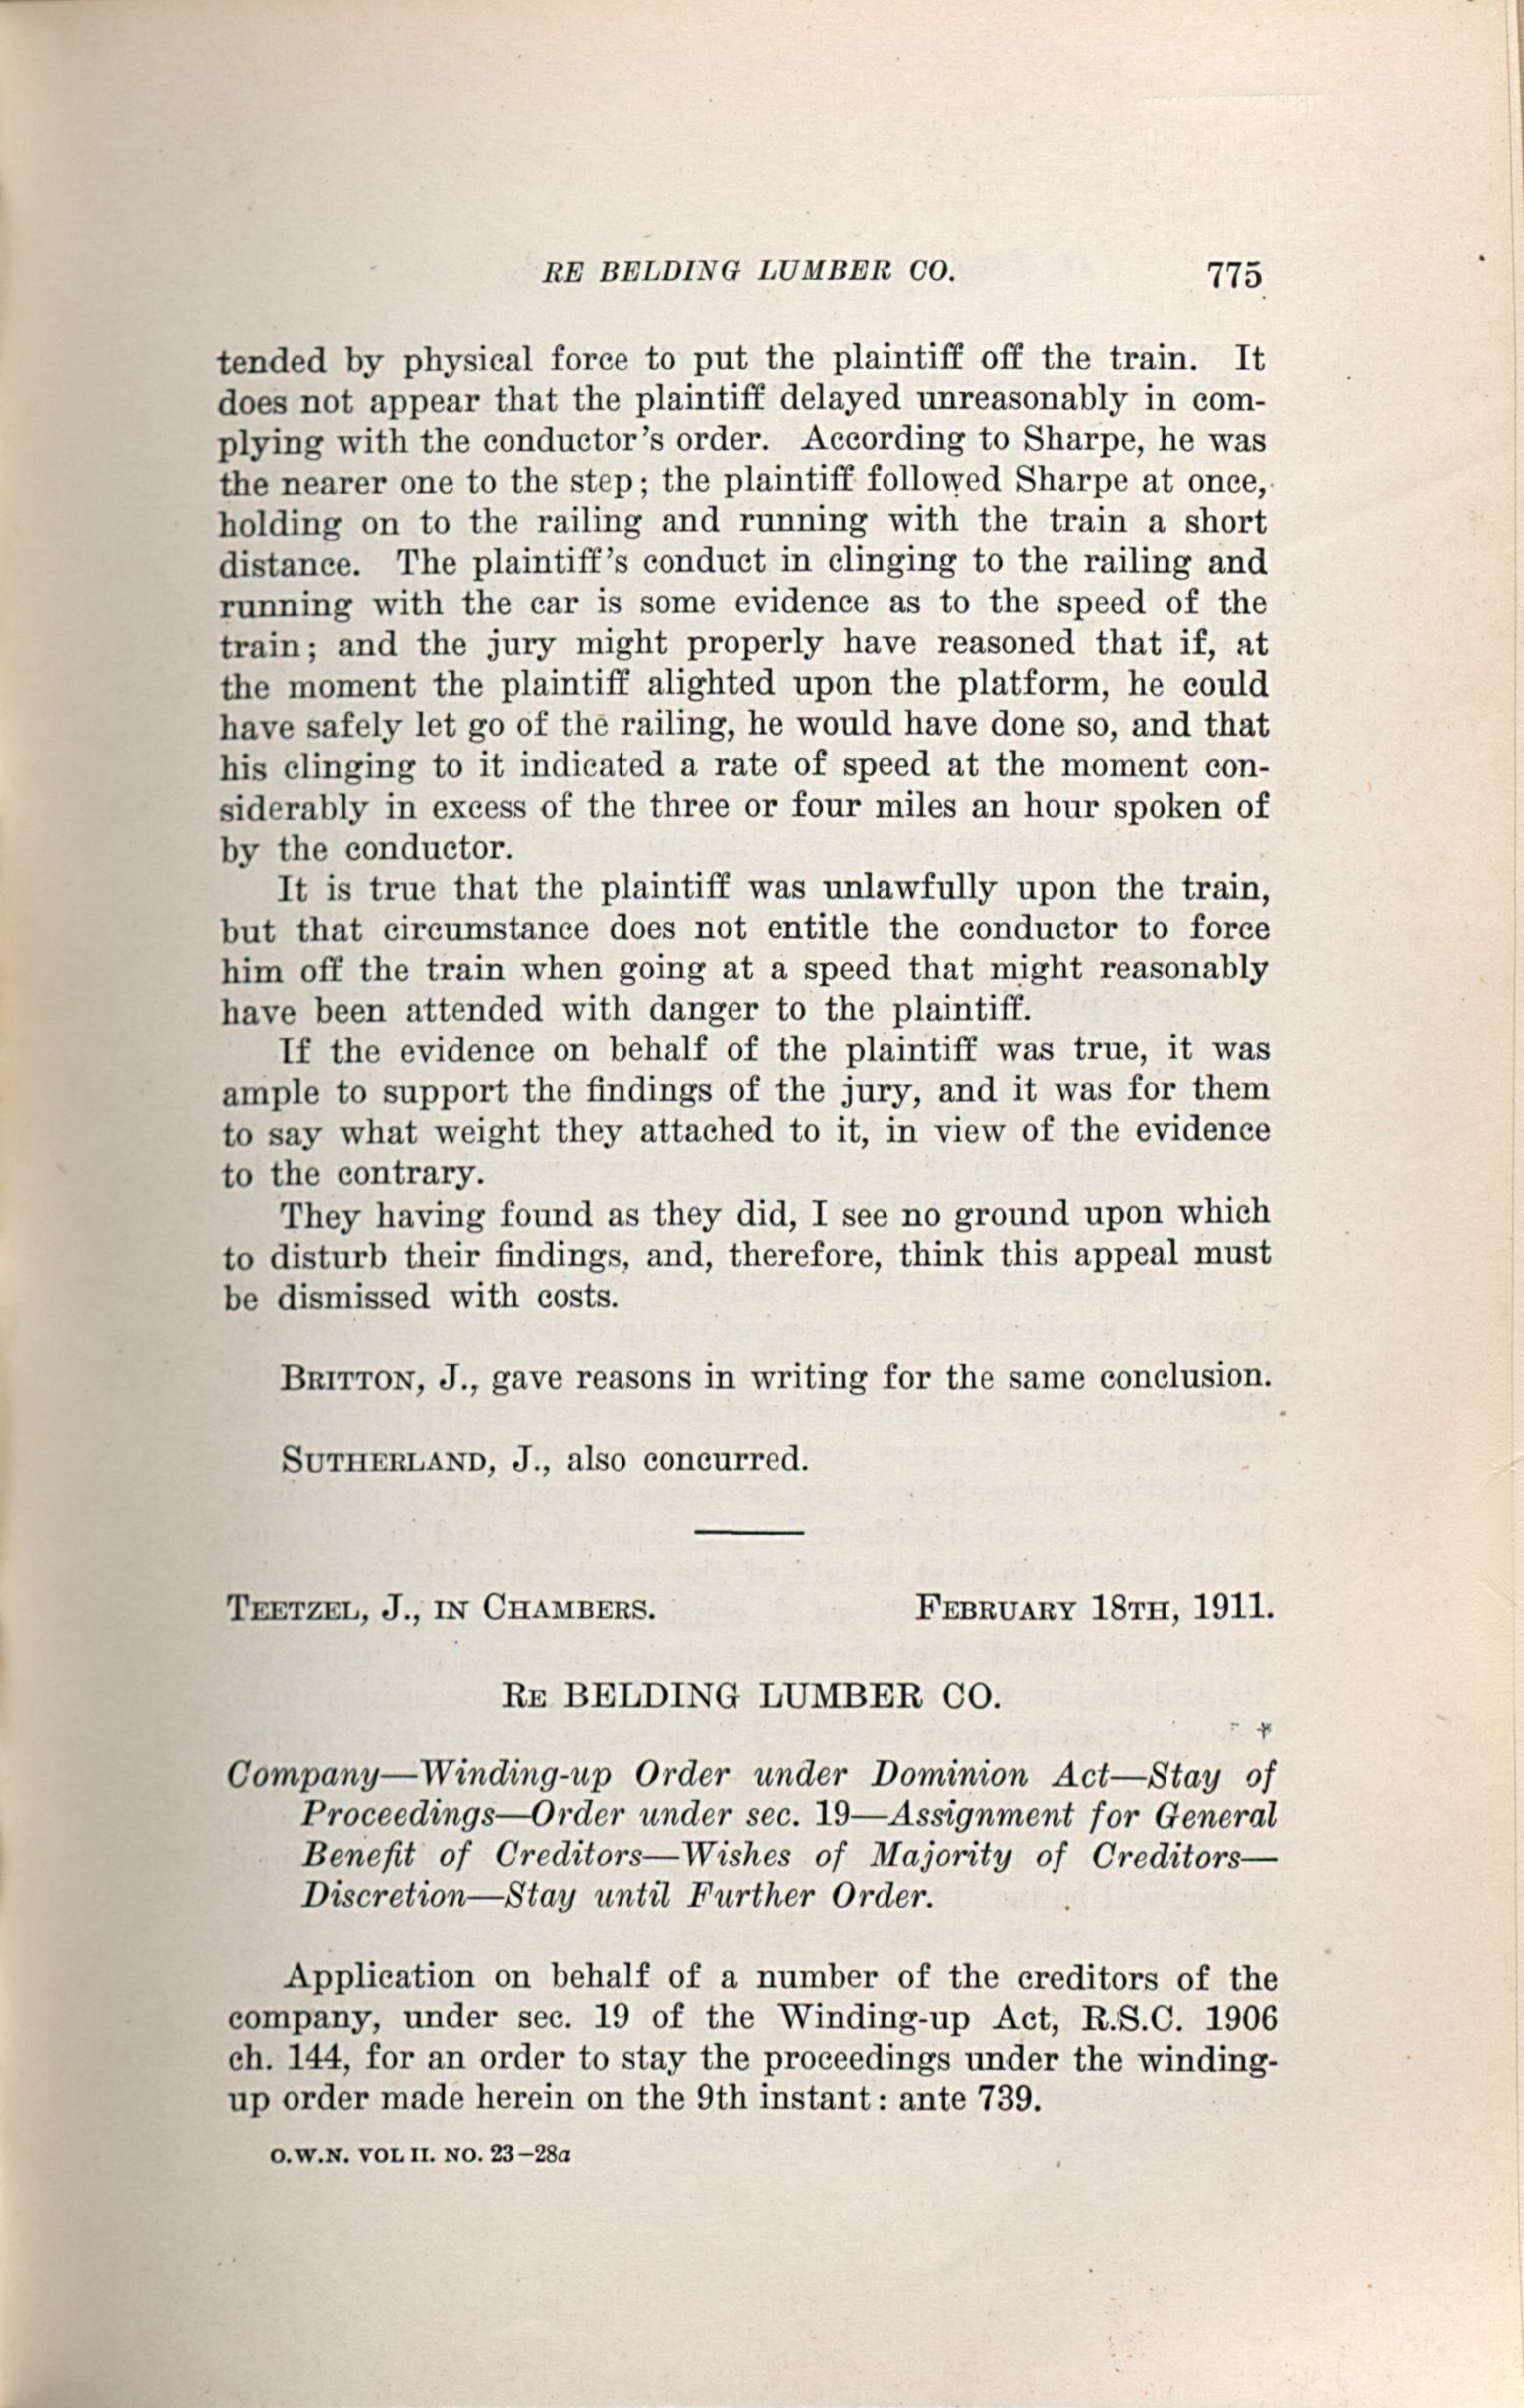 RE BELDING LUMBER CO. 775
tended by physical force to put the plaintiff off the train. It
does not appear that the plaintiff delayed unreasonably in com-
plying with the conductor's order. According to Sharpe, he was
the nearer one to the step; the plaintiff followed Sharpe at once,
holding on to the railing and running with the train a short
distance. The plaintiff's conduct in clinging to the railing and
running with the car is some evidence as to the speed of the
train; and the jury might properly have reasoned that if, at
the moment the plaintiff alighted upon the platform, he could
have safely let go of the railing, he would have done so, and that
his clinging to it indicated a rate of speed at the moment con-
siderably in excess of the three or four miles an hour spoken of
by the conductor.
It is true that the plaintiff was unlawfully upon the train,
but that circumstance does not entitle the conductor to force
him off the train when going at a speed that might reasonably
have been attended with danger to the plaintiff.
If the evidence on behalf of the plaintiff was true, it was
ample to support the findings of the jury, and it was for them
to say what weight they attached to it, in view of the evidence
to the contrary.
They having found as they did, I see no ground upon which
to disturb their findings, and, therefore, think this appeal must
be dismissed with costs.
BRITTON, J., gave reasons in writing for the same conclusion.
SUTHERLAND, J., also concurred.
TEETZEL, J., IN CHAMBERS. FEBRUARY 18TH, 1911.
RE BELDING LUMBER CO.
Company—Winding-up Order under Dominion Act—Stay of
Proceedings—Order under sec. 19—Assignment for General
Benefit of Creditors—Wishes of Majority of Creditors—
Discretion—Stay until Further Order.
Application on behalf of a number of the creditors of the
company, under sec. 19 of the Winding-up Act, R.S.C. 1906
ch. 144, for an order to stay the proceedings under the winding-
up order made herein on the 9th instant: ante 739.
O.W.N. VOL II. NO. 23—28a